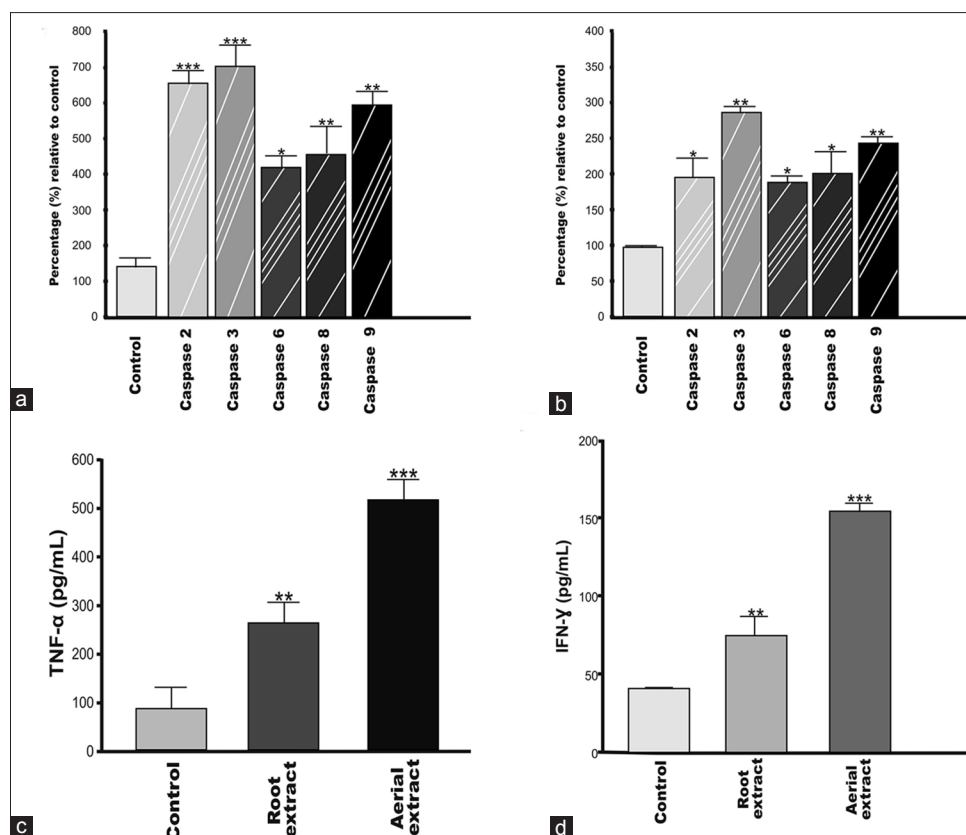 Percentage (%) relative to control
800
700
600
500
400
300
200
100
0
***
***
*
**
**
Control
Caspase 2
Caspase 3
Caspase 6
Caspase 8
Caspase 9
a
Percentage (%) relative to control
400
350
300
250
200
150
100
50
0
*
**
*
*
**
Control
Caspase 2
Caspase 3
Caspase 6
Caspase 8
Caspase 9
b
TNF-α (pg/mL)
600
500
400
300
200
100
0
**
***
Control
Root
extract
Aerial
extract
c
IFN-ɣ (pg/mL)
200
150
100
50
0
**
***
Control
Root
extract
Aerial
extract
d